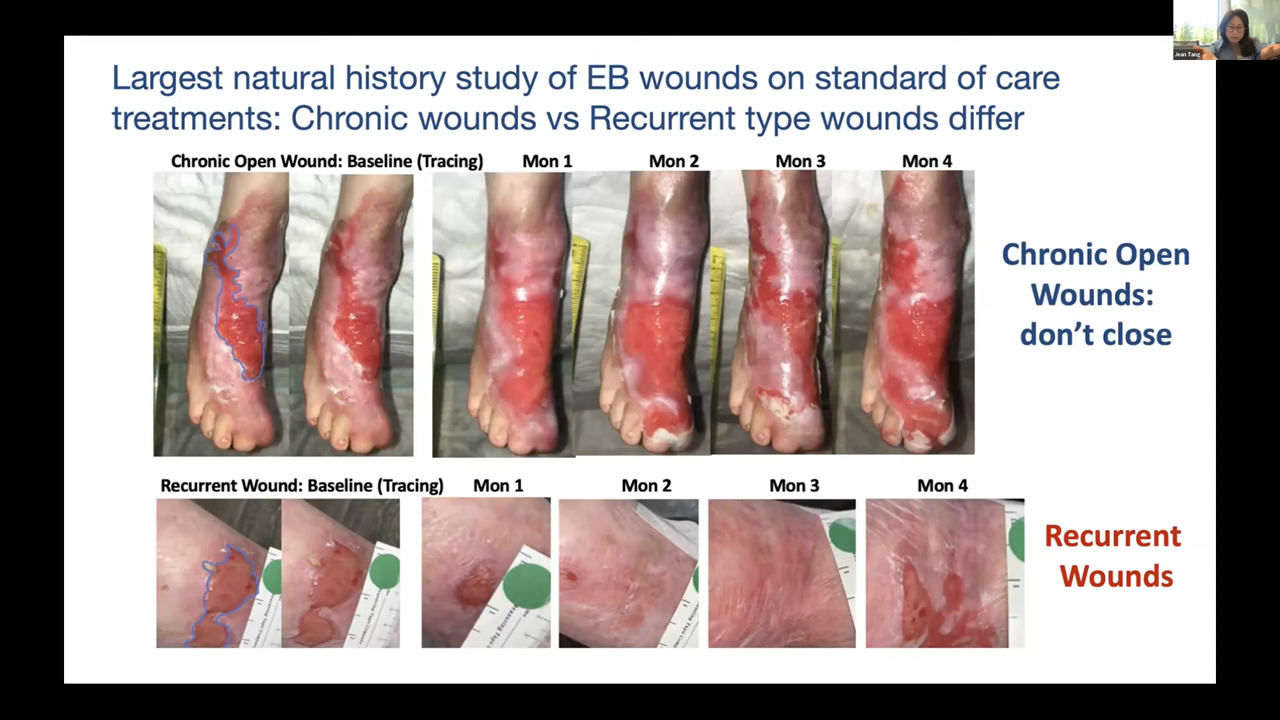 Jean Tang
Largest natural history study of EB wounds on standard of care
treatments: Chronic wounds vs Recurrent type wounds differ
Chronic Open Wound: Baseline (Tracing) Mon 1 Mon 2 Mon 3 Mon 4
Chronic Open
Wounds:
don’t close
Recurrent Wound: Baseline (Tracing) Mon 1 Mon 2 Mon 3 Mon 4
Recurrent
Wounds